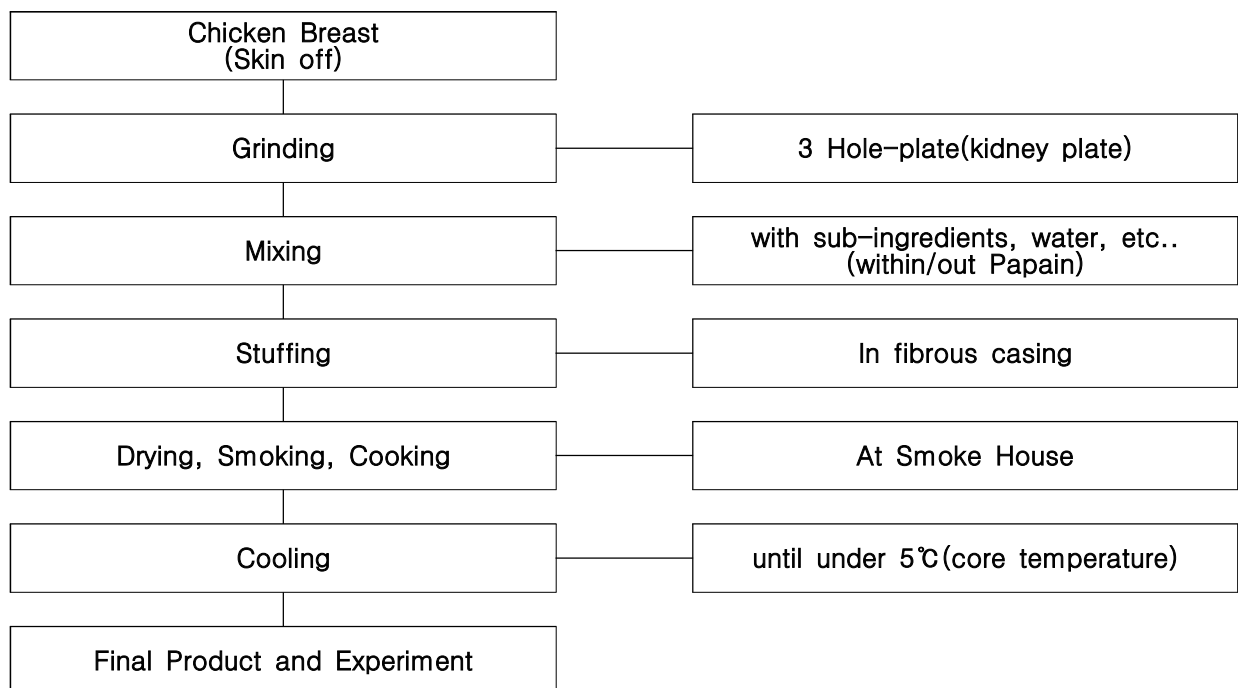 Chicken Breast
(Skin off)
Grinding
3 Hole-plate(kidney plate)
Mixing
with sub-ingredients, water, etc..
(within/out Papain)
Stuffing
In fibrous casing
Drying, Smoking, Cooking
At Smoke House
Cooling
until under 5℃(core temperature)
Final Product and Experiment